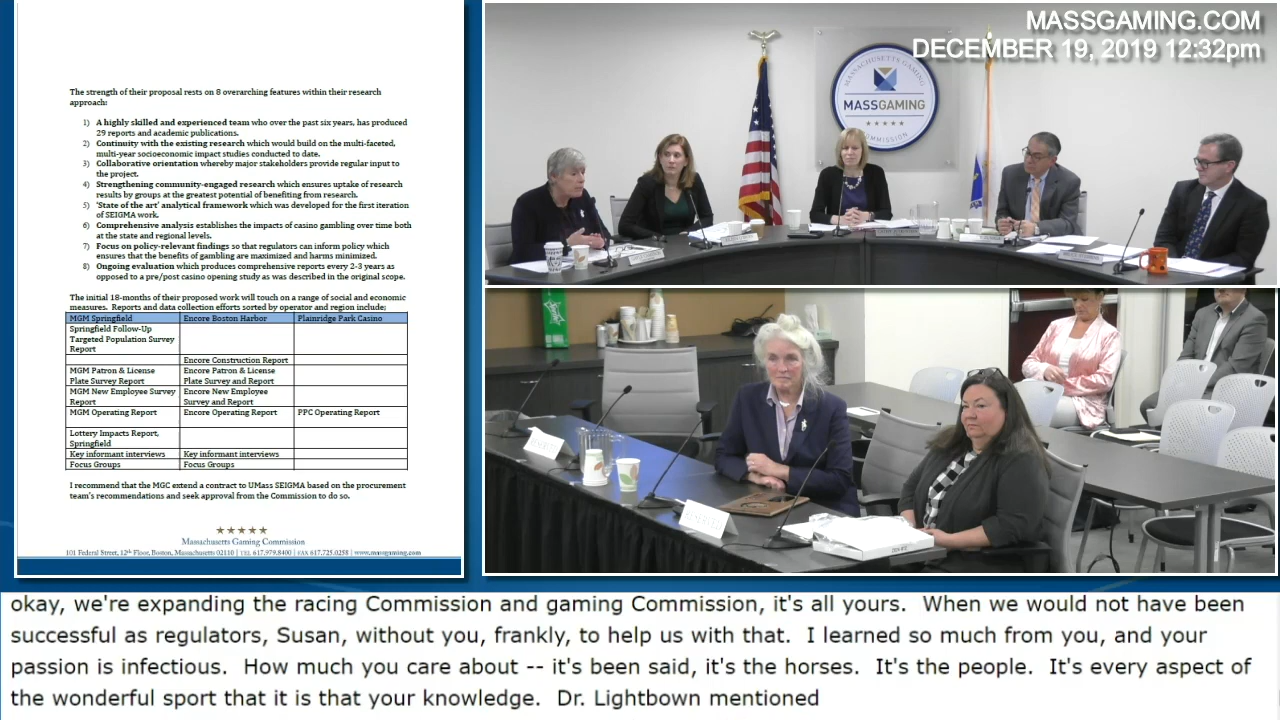 The strength of their proposal rests on 8 overarching features within their research
approach:
1) A highly skilled and experienced team who over the past six years, has produced
29 reports and academic publications.
2) Continuity with the existing research which would build on the multi-faceted,
multi-year socioeconomic impact studies conducted to date.
3) Collaborative orientation whereby major stakeholders provide regular input to
the project.
4) Strengthening community-engaged research which ensures uptake of research
results by groups at the greatest potential of benefiting from research.
5) 'State of the art' analytical framework which was developed for the first iteration
of SEIGMA work.
6) Comprehensive analysis establishes the impacts of casino gambling over time both
at the state and regional levels.
7) Focus on policy-relevant findings so that regulators can inform policy which
ensures that the benefits of gambling are maximized and harms minimized.
8) Ongoing evaluation which produces comprehensive reports every 2-3 years as
opposed to a pre/post casino opening study as was described in the original scope.
The initial 18-months of their proposed work will touch on a range of social and economic
measures. Reports and data collection efforts sorted by operator and region include;
MGM Springfield Encore Boston Harbor Plainridge Park Casino
Springfield Follow-Up
Targeted Population Survey
Report
Encore Construction Report
MGM Patron & License Encore Patron & License
Plate Survey Report Plate Survey and Report
MGM New Employee Survey Encore New Employee
Report Survey and Report
MGM Operating Report Encore Operating Report PPC Operating Report
Lottery Impacts Report,
Springfield
Key informant interviews Key informant interviews
Focus Groups Focus Groups
I recommend that the MGC extend a contract to UMass SEIGMA based on the procurement
team's recommendations and seek approval from the Commission to do so.
★★★★★
Massachusetts Gaming Commission
101 Federal Street, 12th Floor, Boston, Massachusetts 02110 | TEL 617.979.8400 | FAX 617.725.0258 | www.massgaming.com
MASSGAMING.COM
DECEMBER 19, 2019 12:32pm
MASSACHUSETTS GAMING
MASSGAMING
COMMISSION
RESERVED
RESERVED
okay, we're expanding the racing Commission and gaming Commission, it's all yours. When we would not have been
successful as regulators, Susan, without you, frankly, to help us with that. I learned so much from you, and your
passion is infectious. How much you care about -- it's been said, it's the horses. It's the people. It's every aspect of
the wonderful sport that it is that your knowledge. Dr. Lightbown mentioned